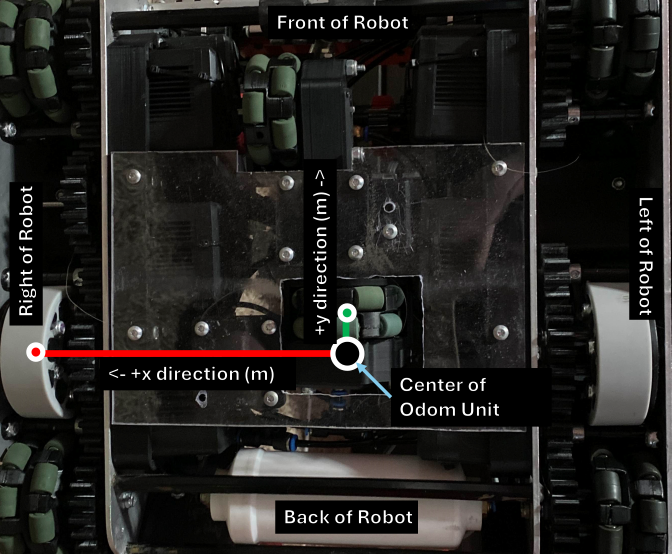 Front of Robot
Right of Robot
+y direction (m) ->
Left of Robot
<- +x direction (m)
Center of
Odom Unit
Back of Robot